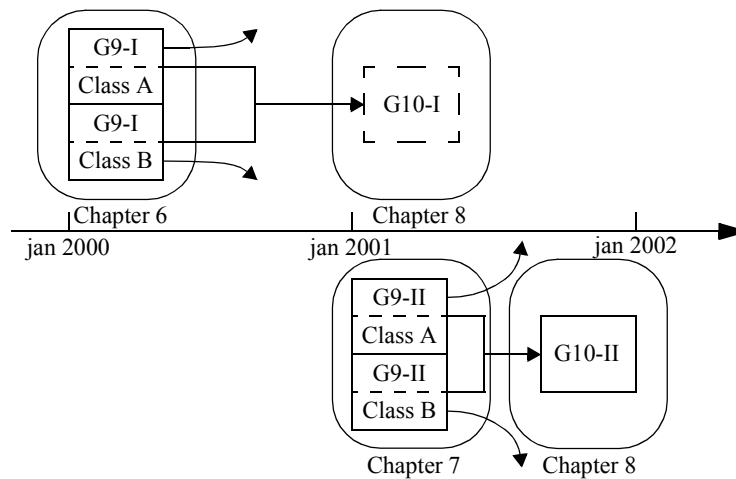 G9-I
Class A
G9-I
Class B
G10-I
Chapter 6
Chapter 8
jan 2000
jan 2001
jan 2002
G9-II
Class A
G9-II
Class B
G10-II
Chapter 7
Chapter 8